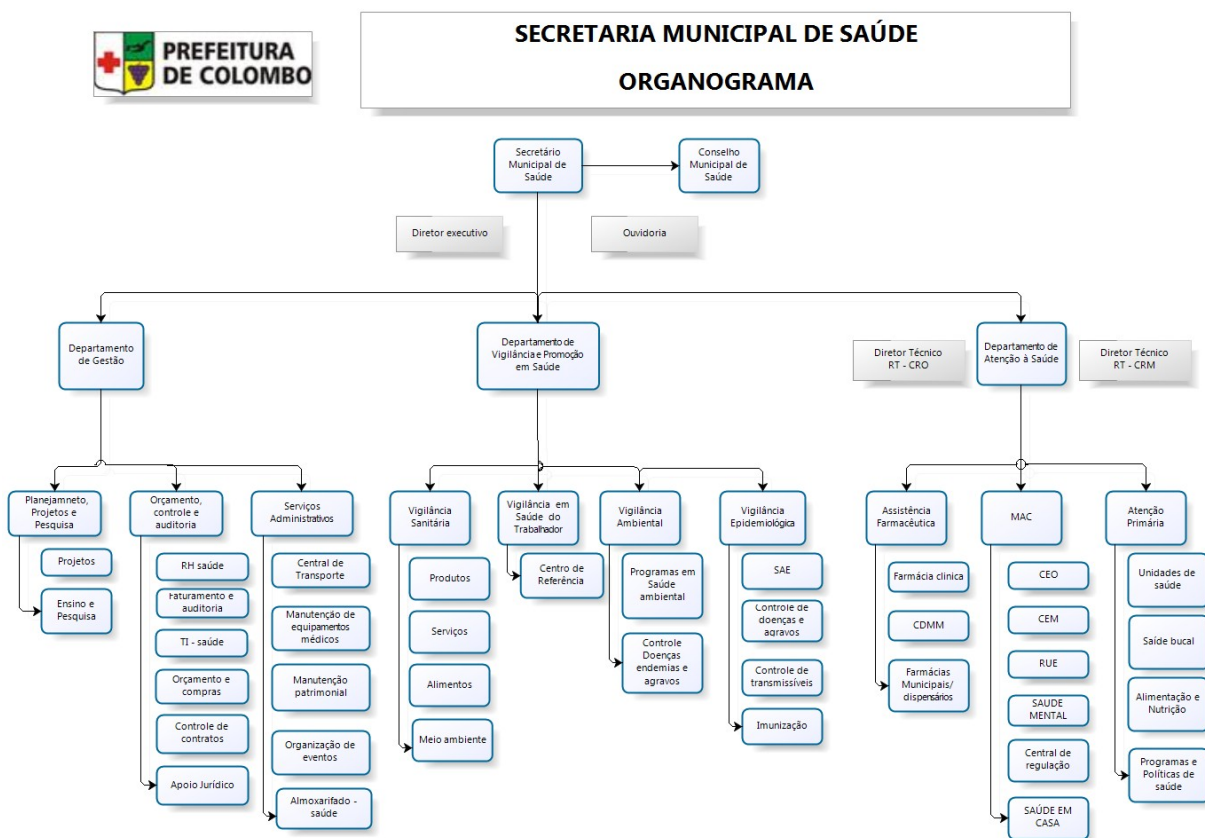 PREFEITURA
DE COLOMBO
SECRETARIA MUNICIPAL DE SAÚDE
ORGANOGRAMA
Secretário
Municipal de
Saúde
Conselho
Municipal de
Saúde
Diretor executivo
Ouvidoria
Departamento
de Gestão
Departamento de
Vigilância e Promoção
em Saúde
Diretor Técnico
RT - CRO
Departamento de
Atenção à Saúde
Diretor Técnico
RT - CRM
Planejamneto,
Projetos e
Pesquisa
Projetos
Ensino e
Pesquisa
Orçamento,
controle e
auditoria
RH saúde
Faturamento e
auditoria
TI - saúde
Orçamento e
compras
Controle de
contratos
Apoio Jurídico
Serviços
Administrativos
Central de
Transporte
Manutenção de
equipamentos
médicos
Manutenção
patrimonial
Organização de
eventos
Almoxarifado -
saúde
Vigilância
Sanitária
Produtos
Serviços
Alimentos
Meio ambiente
Vigilância em
Saúde do
Trabalhador
Centro de
Referência
Vigilância
Ambiental
Programas em
Saúde
ambiental
Controle
Doenças
endemias e
agravos
Vigilância
Epidemiológica
SAE
Controle de
doenças e
agravos
Controle de
transmissíveis
Imunização
Assistência
Farmacêutica
Farmácia clinica
CDMM
Farmácias
Municipais/
dispensários
MAC
CEO
CEM
RUE
SAUDE
MENTAL
Central de
regulação
SAÚDE EM
CASA
Atenção
Primária
Unidades de
saúde
Saíde bucal
Alimentação e
Nutrição
Programas e
Políticas de
saúde